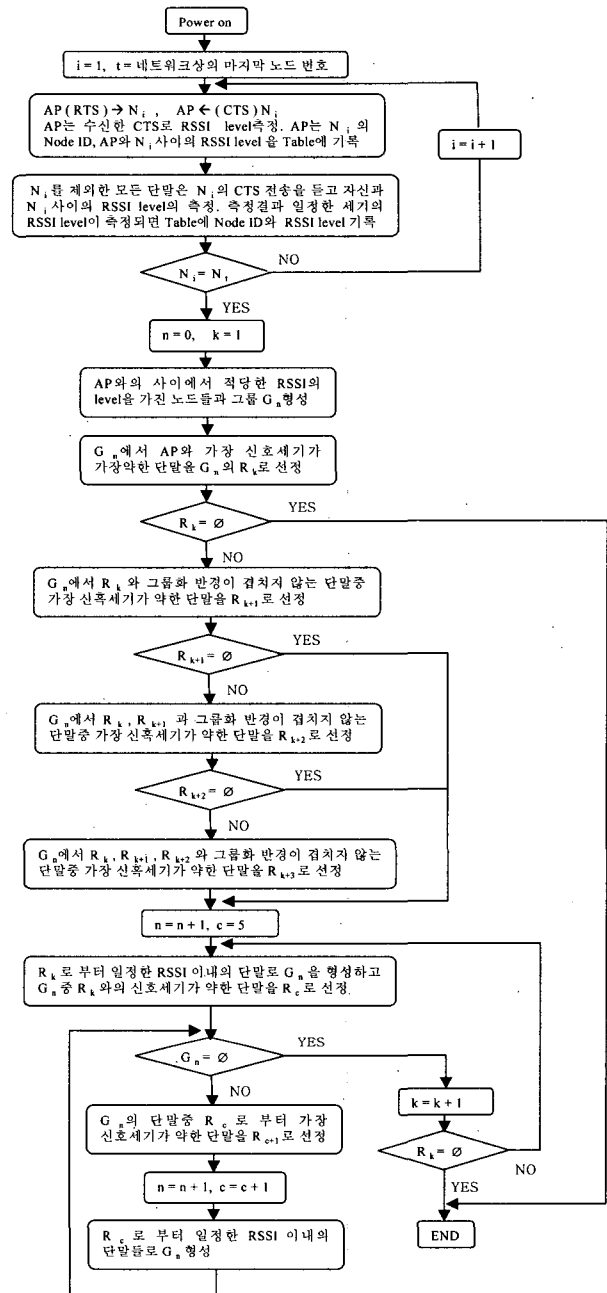 Power on
i = 1, t = 네트워크상의 마지막 노드 번호
AP ( RTS ) → N i , AP ← ( CTS ) N i
AP는 수신한 CTS로 RSSI level측정. AP는 N i 의
Node ID, AP와 N i 사이의 RSSI level 을 Table에 기록
i = i + 1
N i 를 제외한 모든 단말은 N i 의 CTS 전송을 듣고 자신과
N i 사이의 RSSI level의 측정. 측정결과 일정한 세기의
RSSI level이 측정되면 Table에 Node ID와 RSSI level 기록
NO
N i = N t
YES
n = 0, k = 1
AP와의 사이에서 적당한 RSSI의
level을 가진 노드들과 그룹 G n 형성
G n 에서 AP와 가장 신호세기가
가장약한 단말을 G n 의 R k 로 선정
YES
R k = ∅
NO
G n 에서 R k 와 그룹화 반경이 겹치지 않는 단말중
가장 신혹세기가 약한 단말을 R k+1 로 선정
YES
R k+1 = ∅
NO
G n 에서 R k , R k+1 과 그룹화 반경이 겹치지 않는
단말중 가장 신혹세기가 약한 단말을 R k+2 로 선정
YES
R k+2 = ∅
NO
G n 에서 R k , R k+1 , R k+2 와 그룹화 반경이 겹치지 않는
단말중 가장 신혹세기가 약한 단말을 R k+3 로 선정
n = n + 1, c = 5
R k 로 부터 일정한 RSSI 이내의 단말로 G n 을 형성하고
G n 중 R k 와의 신호세기가 약한 단말을 R c 로 선정.
YES
G n = ∅
NO
k = k + 1
G n 의 단말중 R c 로 부터 가장
신호세기가 약한 단말을 R c+1 로 선정
R k = ∅
NO
n = n + 1, c = c + 1
YES
R c 로 부터 일정한 RSSI 이내의
단말들로 G n 형성
END